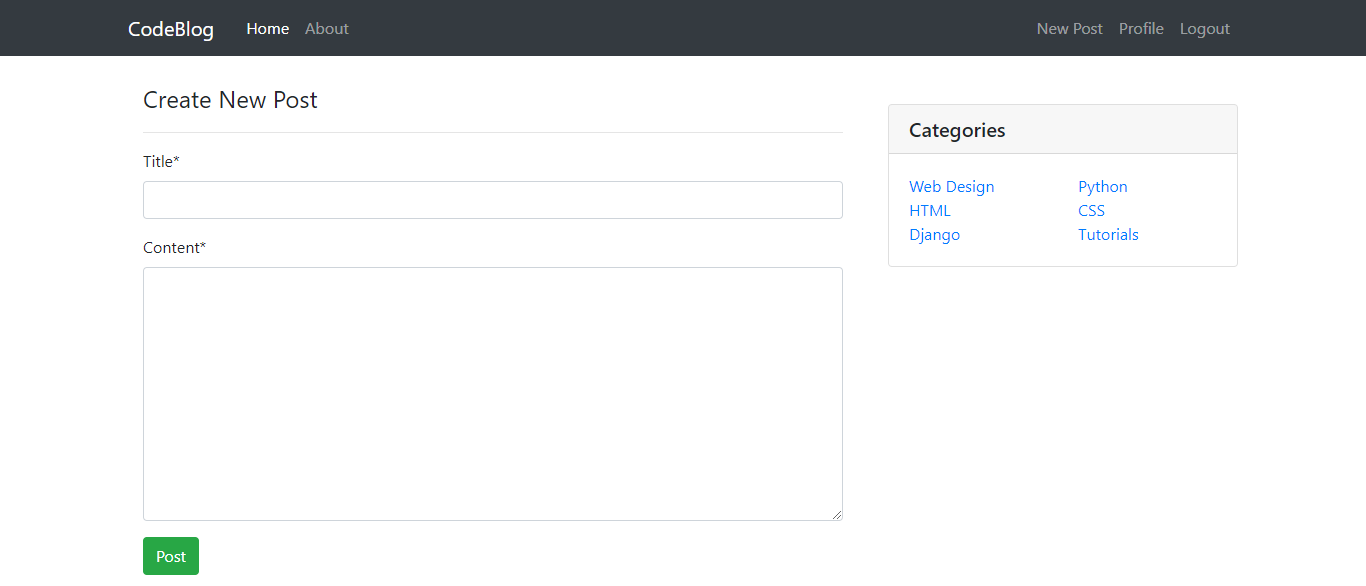 CodeBlog Home About New Post Profile Logout
Create New Post
Title*
Content*
Post
Categories
Web Design Python
HTML CSS
Django Tutorials